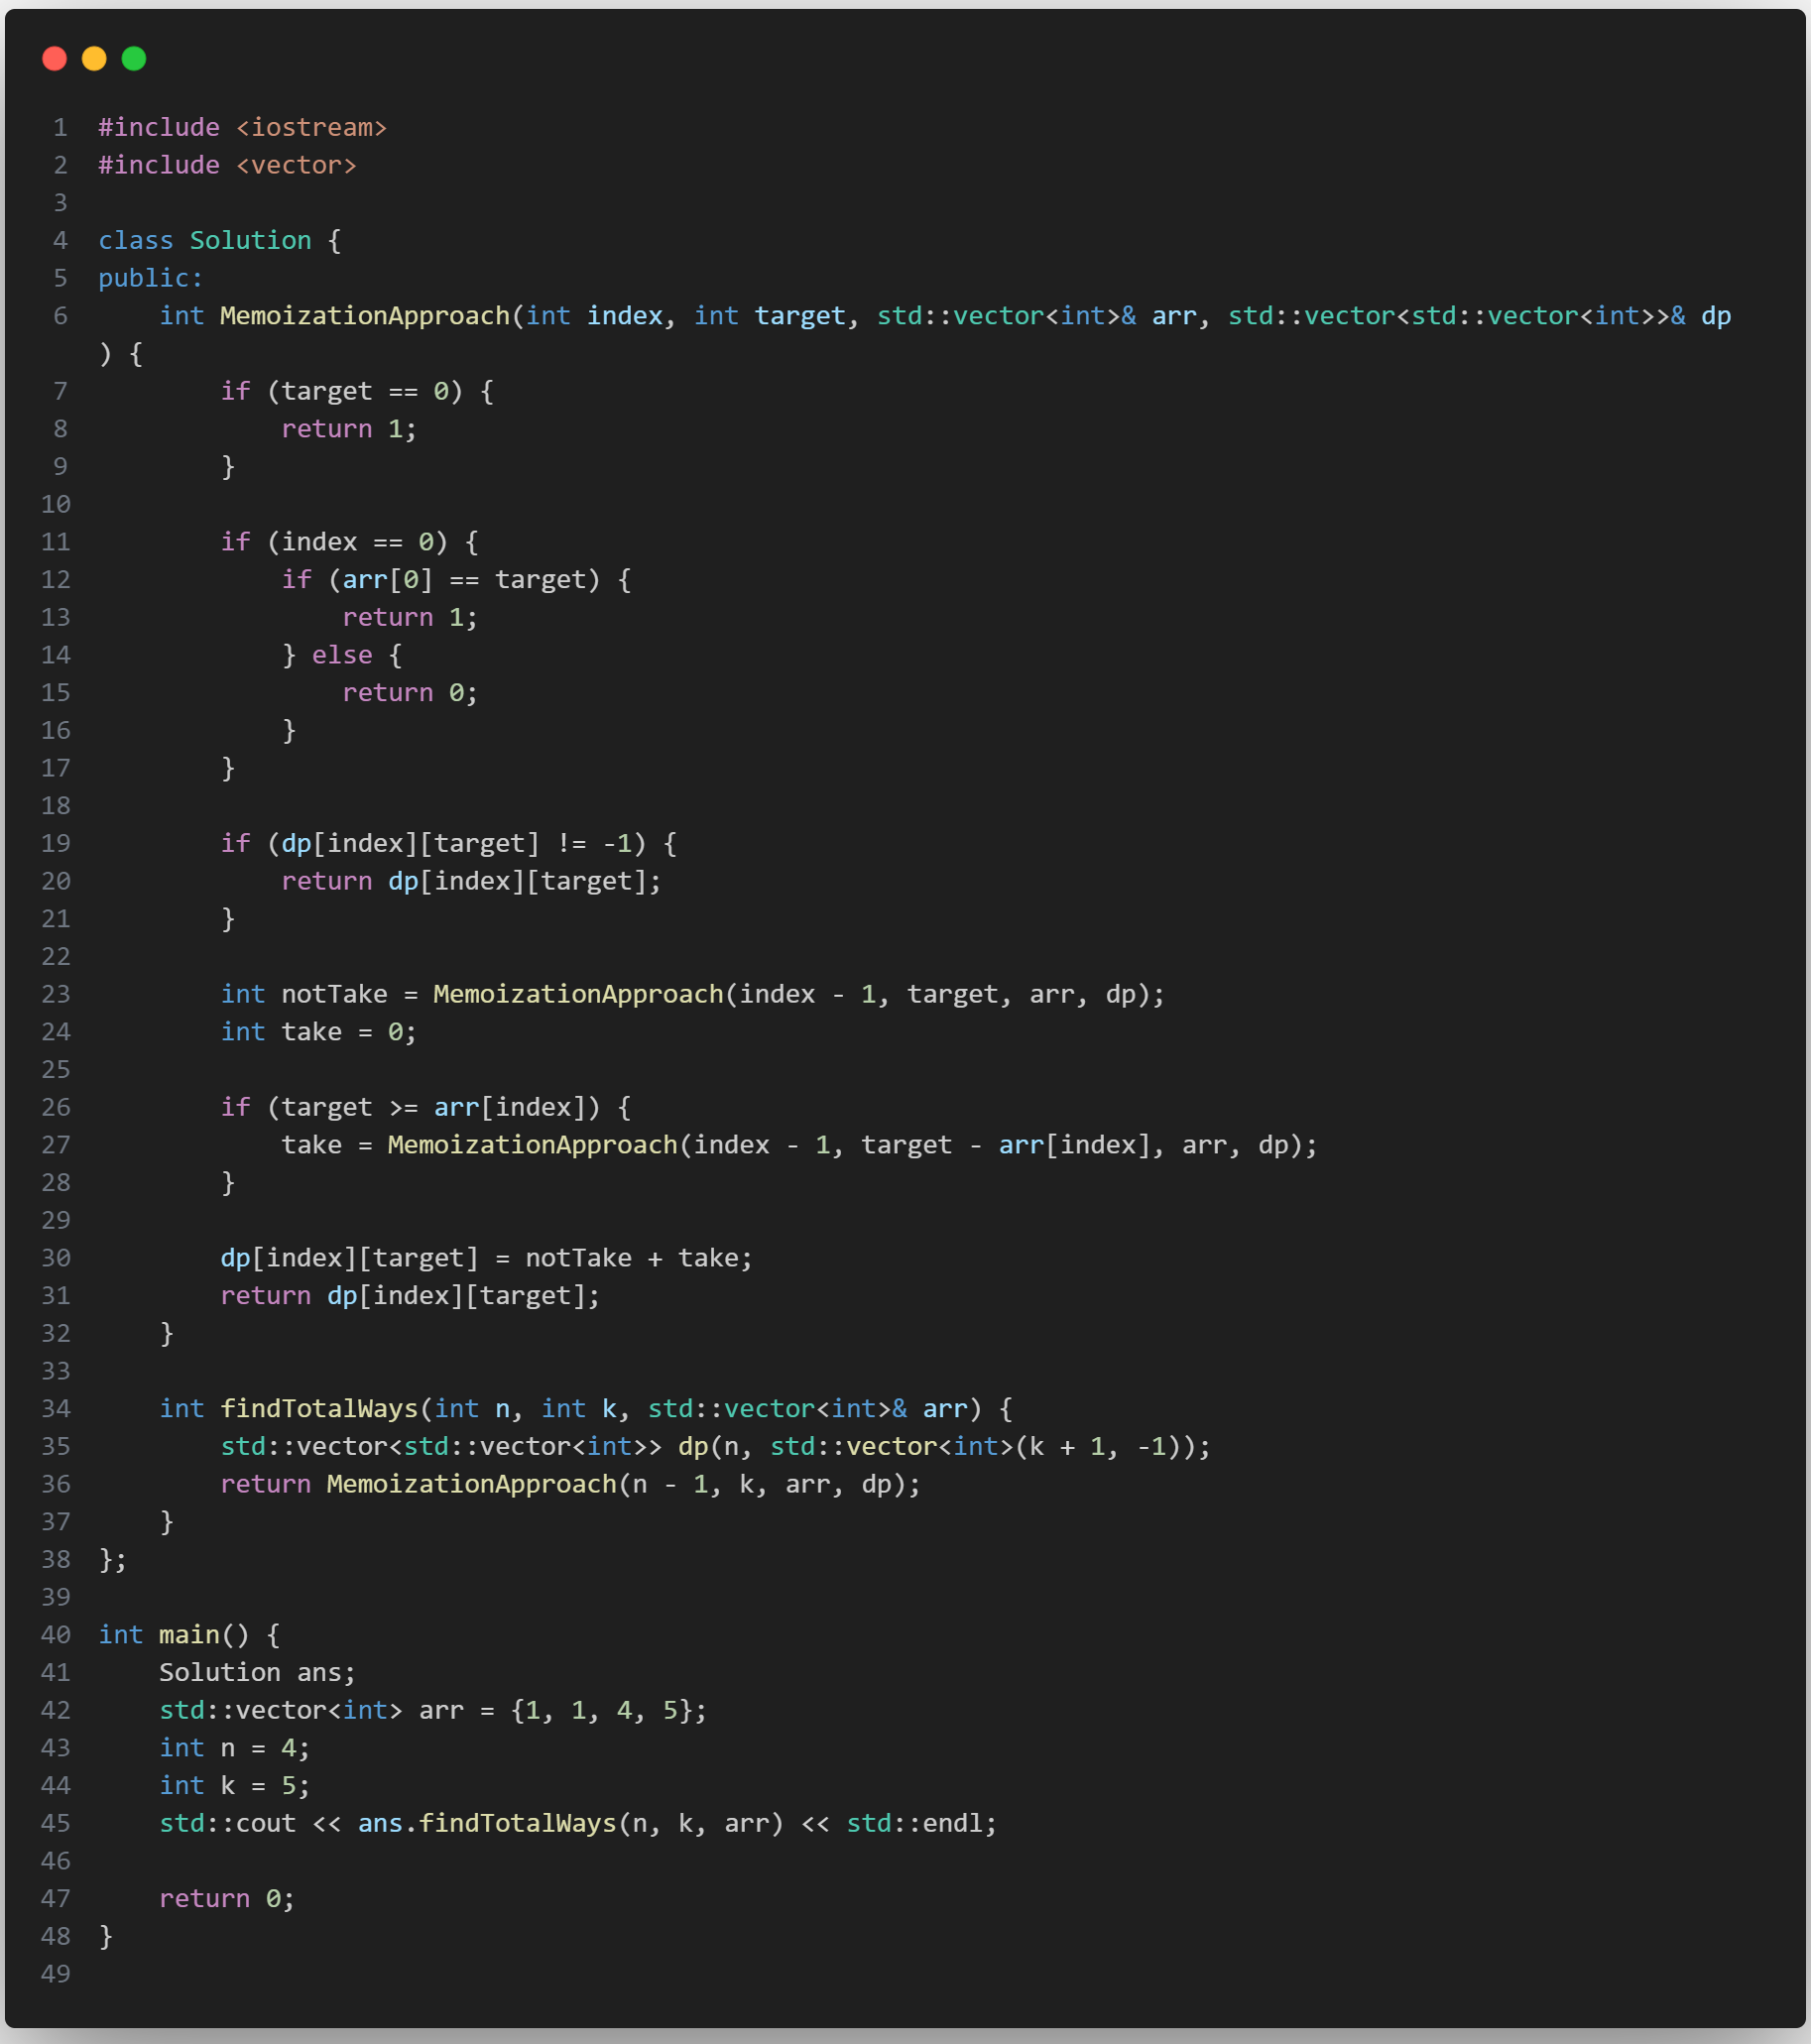 1 #include <iostream>
2 #include <vector>
3
4 class Solution {
5 public:
6     int MemoizationApproach(int index, int target, std::vector<int>& arr, std::vector<std::vector<int>>& dp
) {
7         if (target == 0) {
8             return 1;
9         }
10
11         if (index == 0) {
12             if (arr[0] == target) {
13                 return 1;
14             } else {
15                 return 0;
16             }
17         }
18
19         if (dp[index][target] != -1) {
20             return dp[index][target];
21         }
22
23         int notTake = MemoizationApproach(index - 1, target, arr, dp);
24         int take = 0;
25
26         if (target >= arr[index]) {
27             take = MemoizationApproach(index - 1, target - arr[index], arr, dp);
28         }
29
30         dp[index][target] = notTake + take;
31         return dp[index][target];
32     }
33
34     int findTotalWays(int n, int k, std::vector<int>& arr) {
35         std::vector<std::vector<int>> dp(n, std::vector<int>(k + 1, -1));
36         return MemoizationApproach(n - 1, k, arr, dp);
37     }
38 };
39
40 int main() {
41     Solution ans;
42     std::vector<int> arr = {1, 1, 4, 5};
43     int n = 4;
44     int k = 5;
45     std::cout << ans.findTotalWays(n, k, arr) << std::endl;
46
47     return 0;
48 }
49